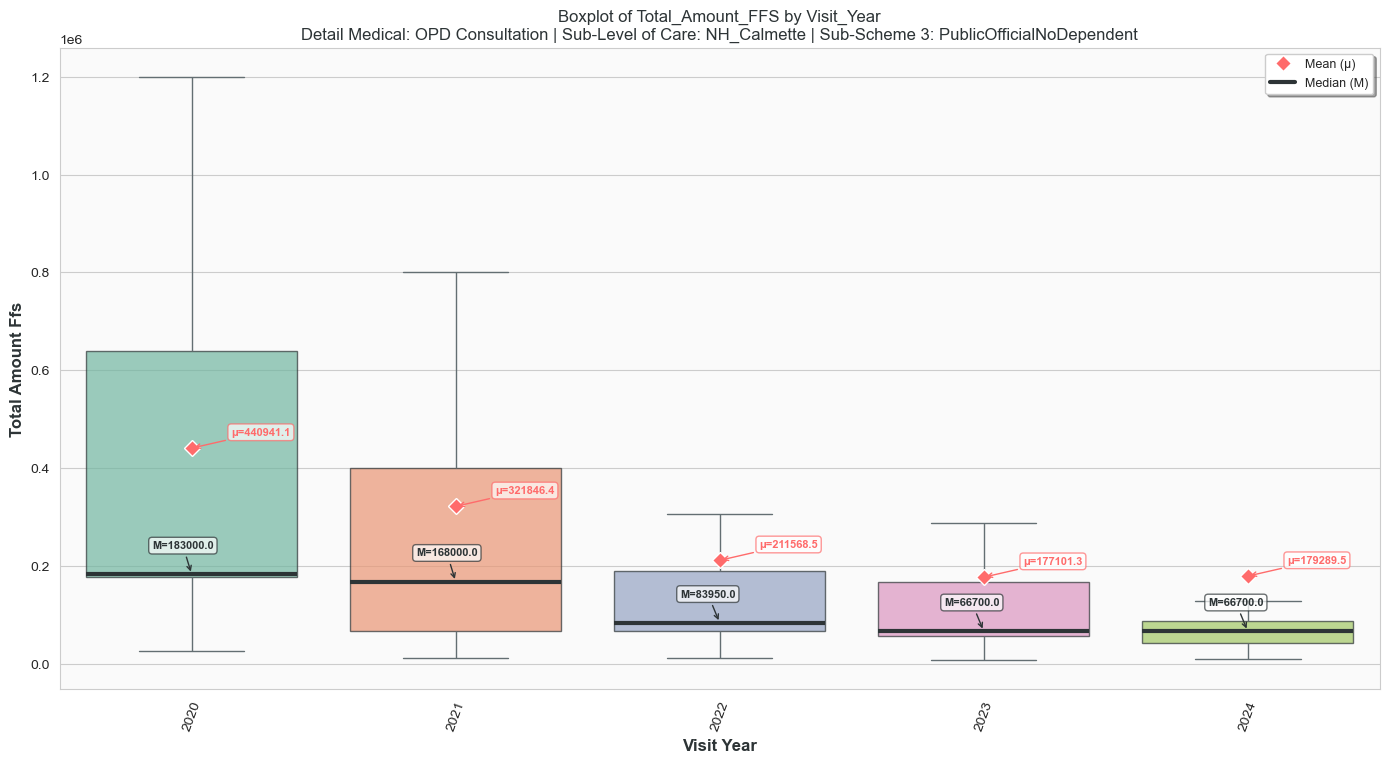 Boxplot of Total_Amount_FFS by Visit_Year
Detail Medical: OPD Consultation | Sub-Level of Care: NH_Calmette | Sub-Scheme 3: PublicOfficialNoDependent
1e6
Mean (μ)
Median (M)
1.2
1.0
0.8
0.6
0.4
0.2
0.0
Total Amount Ffs
μ=440941.1
M=183000.0
μ=321846.4
M=168000.0
μ=211568.5
M=83950.0
μ=177101.3
M=66700.0
μ=179289.5
M=66700.0
2020
2021
2022
2023
2024
Visit Year